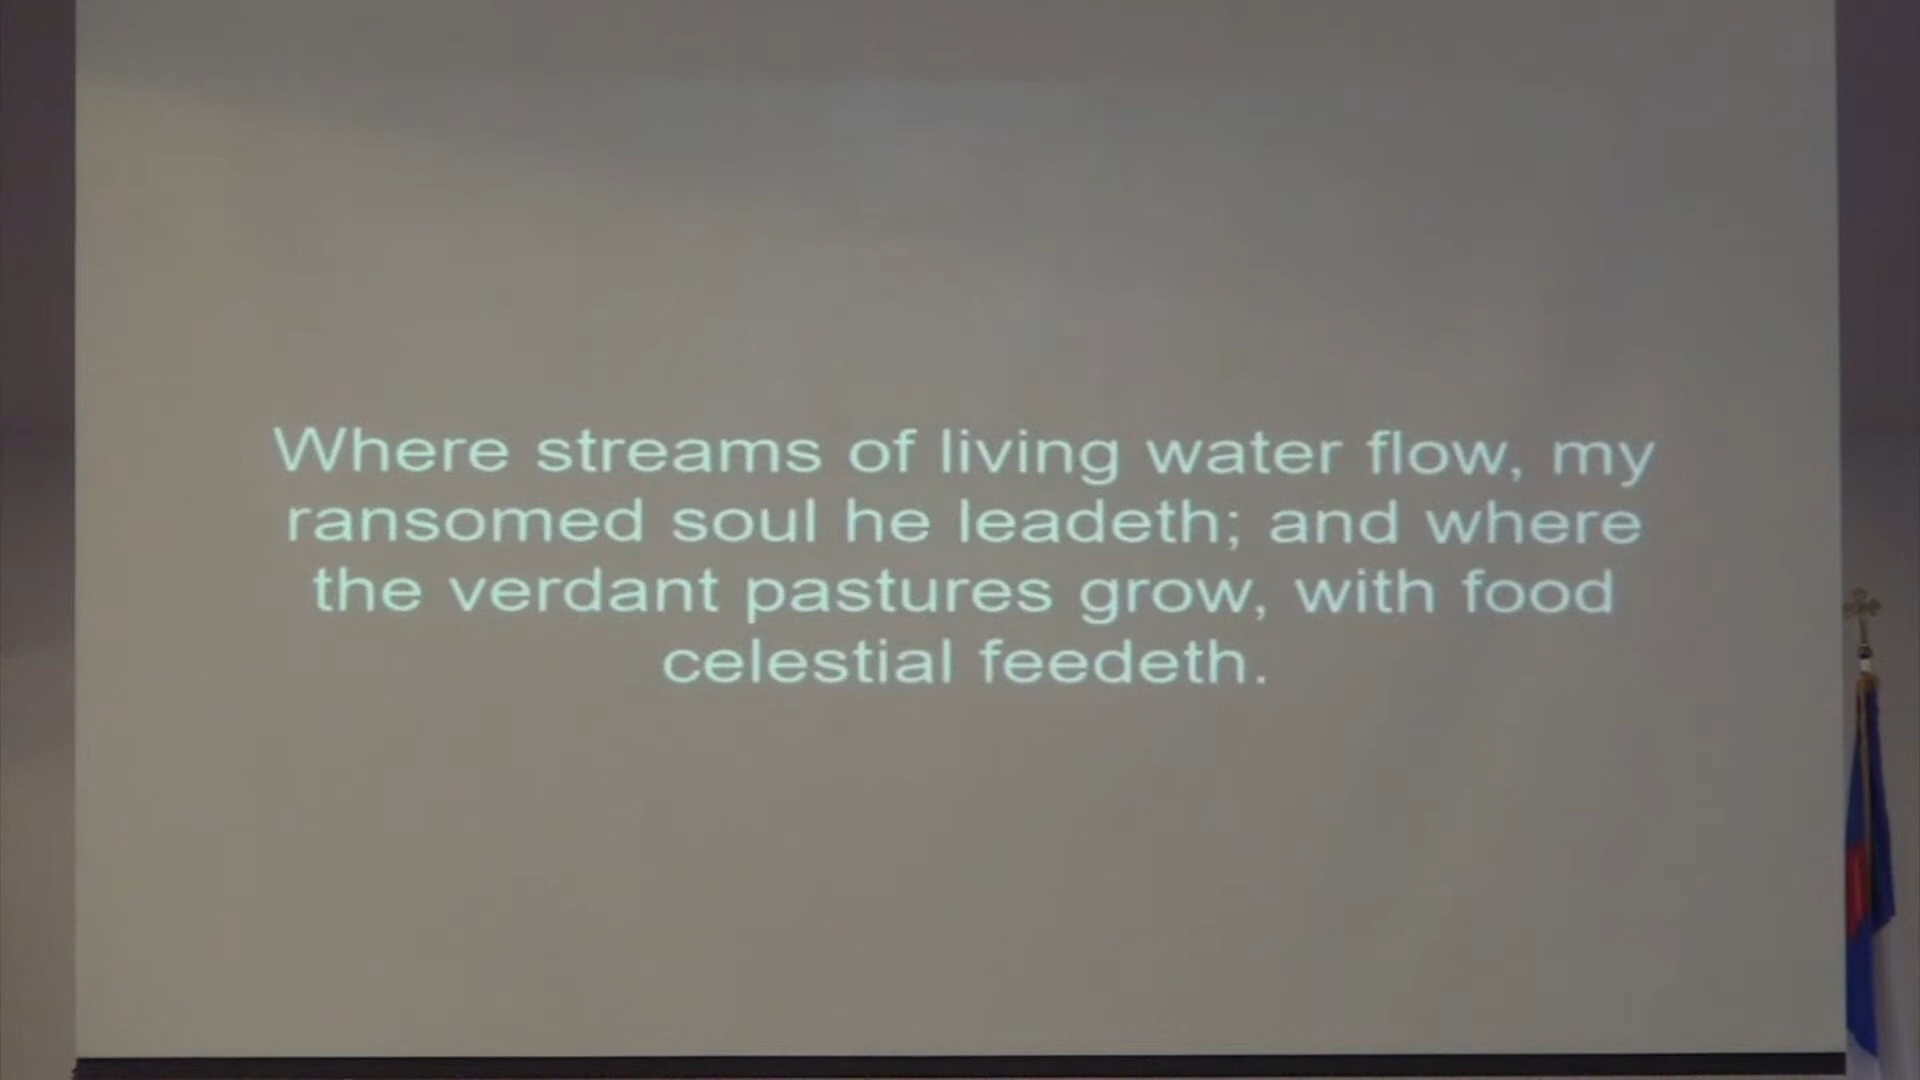 Where streams of living water flow, my
ransomed soul he leadeth; and where
the verdant pastures grow, with food
celestial feedeth.